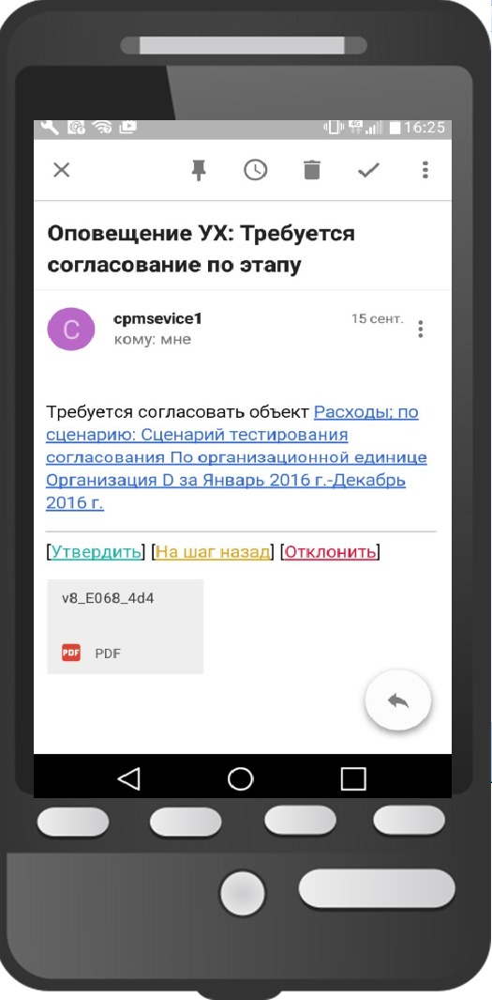 16:25
Оповещение УХ: Требуется
согласование по этапу
C
cpmsevice1
15 сент.
кому: мне
Требуется согласовать объект Расходы; по
сценарию: Сценарий тестирования
согласования По организационной единице
Организация D за Январь 2016 г.-Декабрь
2016 г.
[Утвердить] [На шаг назад] [Отклонить]
v8_E068_4d4
PDF PDF